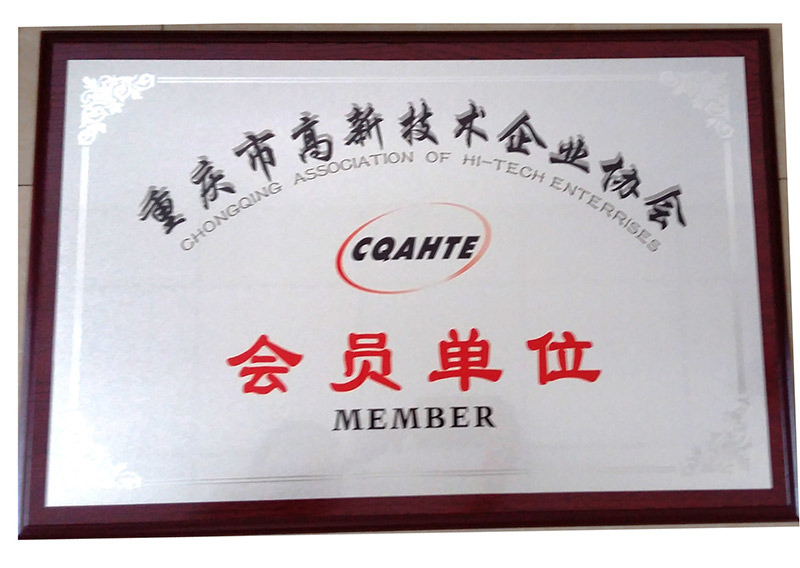 重庆市高新技术企业协会
CHONGQING ASSOCIATION OF HI-TECH ENTERRISES
CQAHTE
会员单位
MEMBER